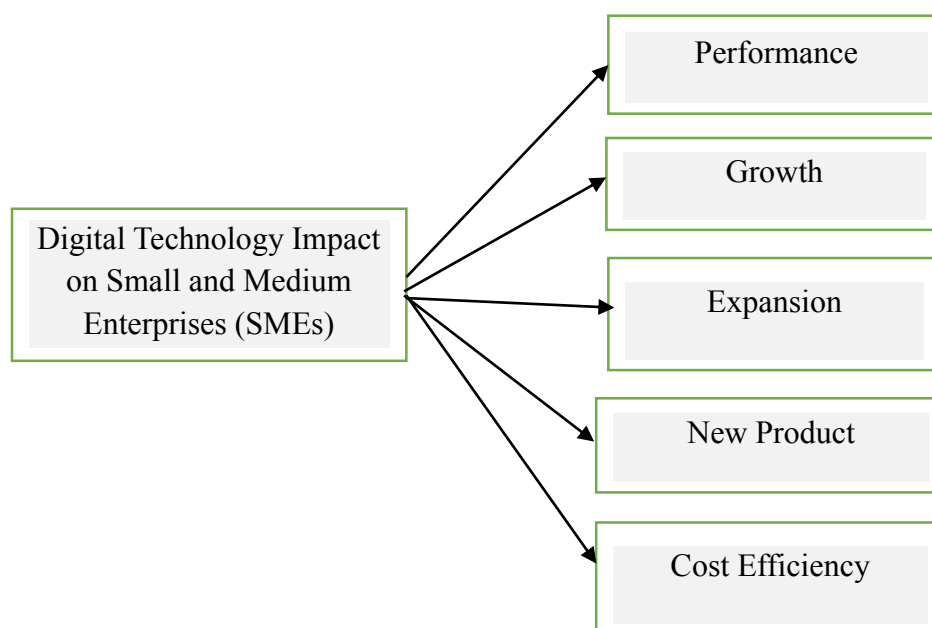 Performance
Growth
Digital Technology Impact
on Small and Medium
Enterprises (SMEs)
Expansion
New Product
Cost Efficiency